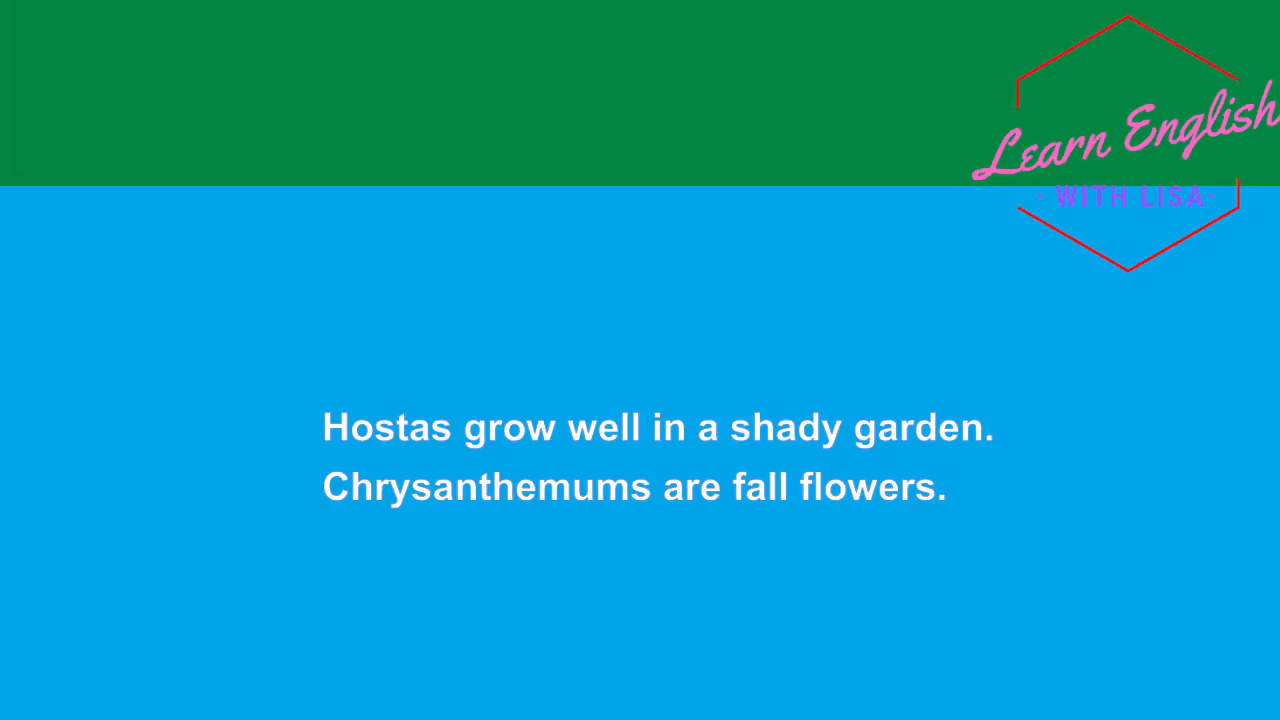 Learn English
· WITH LISA·
Hostas grow well in a shady garden.
Chrysanthemums are fall flowers.